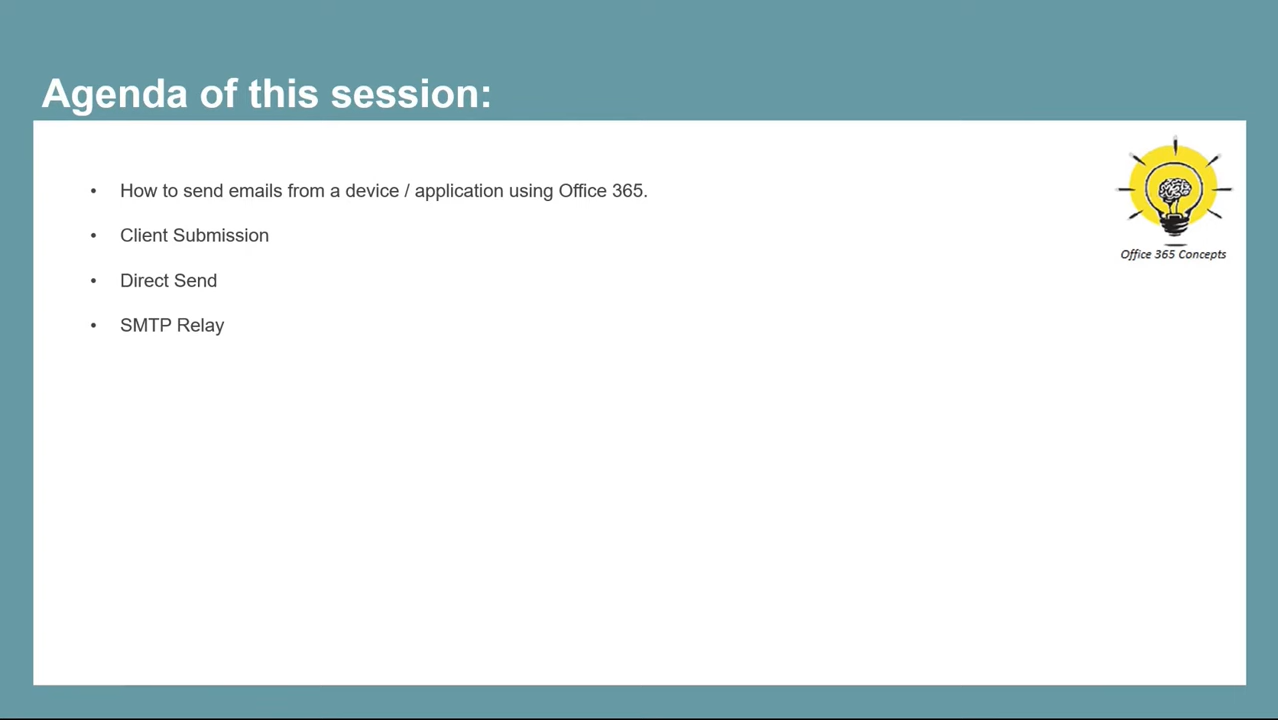 Agenda of this session:
• How to send emails from a device / application using Office 365.
• Client Submission
• Direct Send
• SMTP Relay
Office 365 Concepts